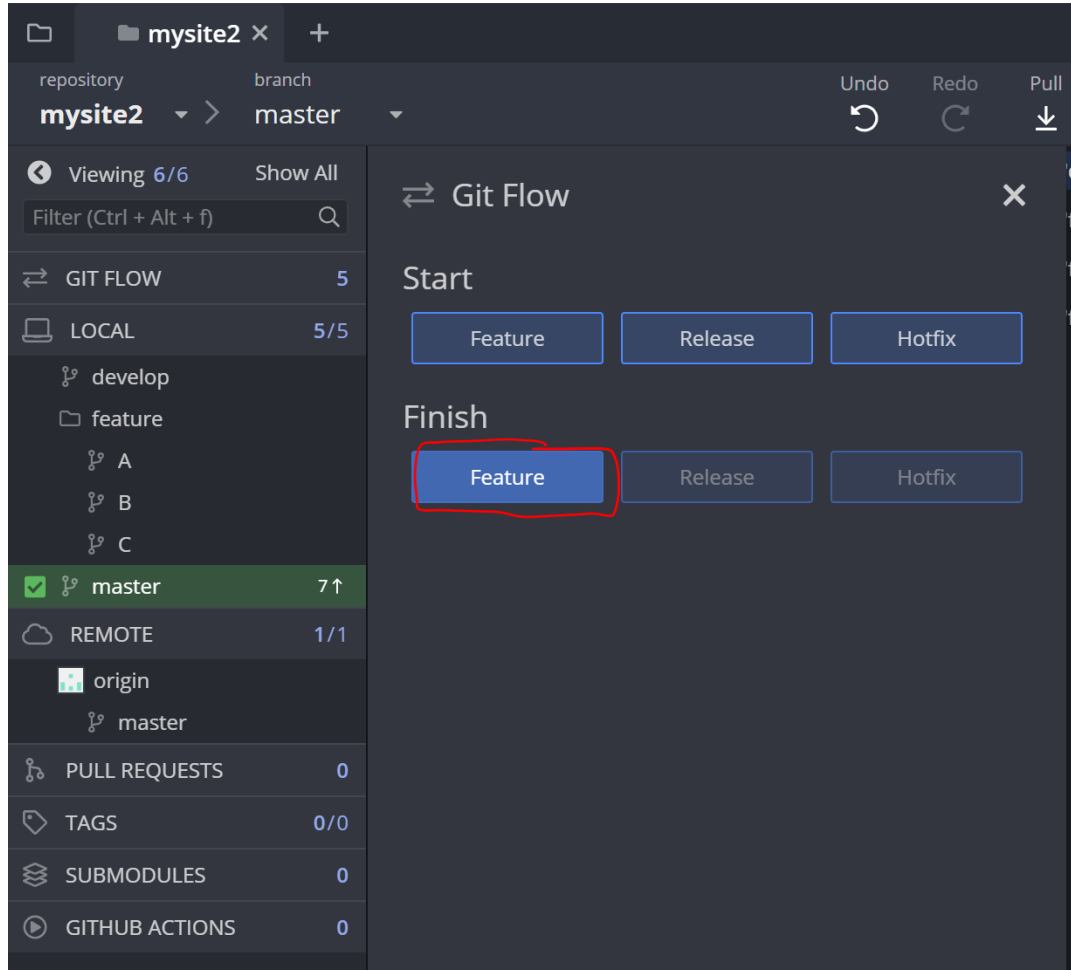 mysite2
repository
branch
mysite2
master
Undo
Redo
Pull
Viewing 6/6
Show All
Filter (Ctrl + Alt + f)
GIT FLOW 5
LOCAL 5/5
develop
feature
A
B
C
master 7↑
REMOTE 1/1
origin
master
PULL REQUESTS 0
TAGS 0/0
SUBMODULES 0
GITHUB ACTIONS 0
Git Flow
Start
Feature Release Hotfix
Finish
Feature Release Hotfix